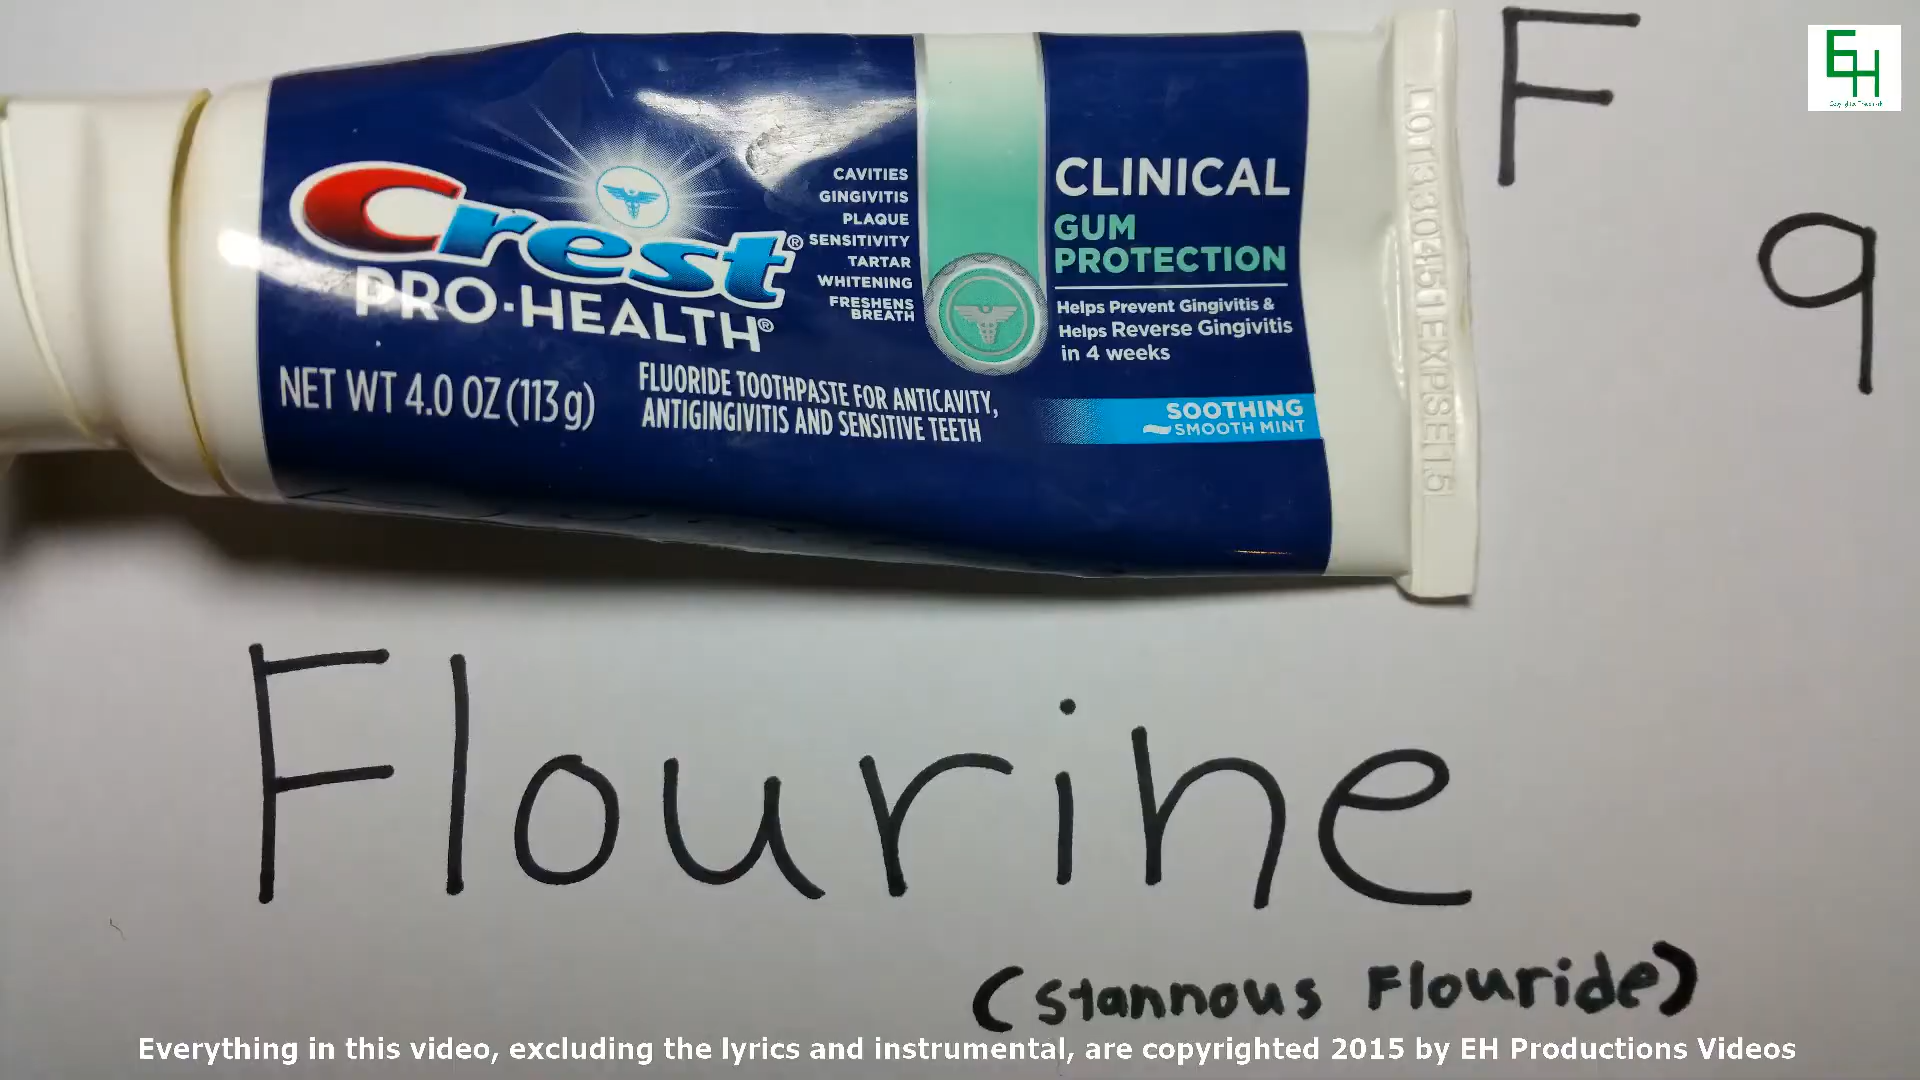 Crest®
PRO-HEALTH®
NET WT 4.0 OZ (113 g)
FLUORIDE TOOTHPASTE FOR ANTICAVITY,
ANTIGINGIVITIS AND SENSITIVE TEETH
CAVITIES
GINGIVITIS
PLAQUE
SENSITIVITY
TARTAR
WHITENING
FRESHENS
BREATH
CLINICAL
GUM
PROTECTION
Helps Prevent Gingivitis &
Helps Reverse Gingivitis
in 4 weeks
SOOTHING
SMOOTH MINT
F
9
EH
Flourine
(Stannous Flouride)
Everything in this video, excluding the lyrics and instrumental, are copyrighted 2015 by EH Productions Videos